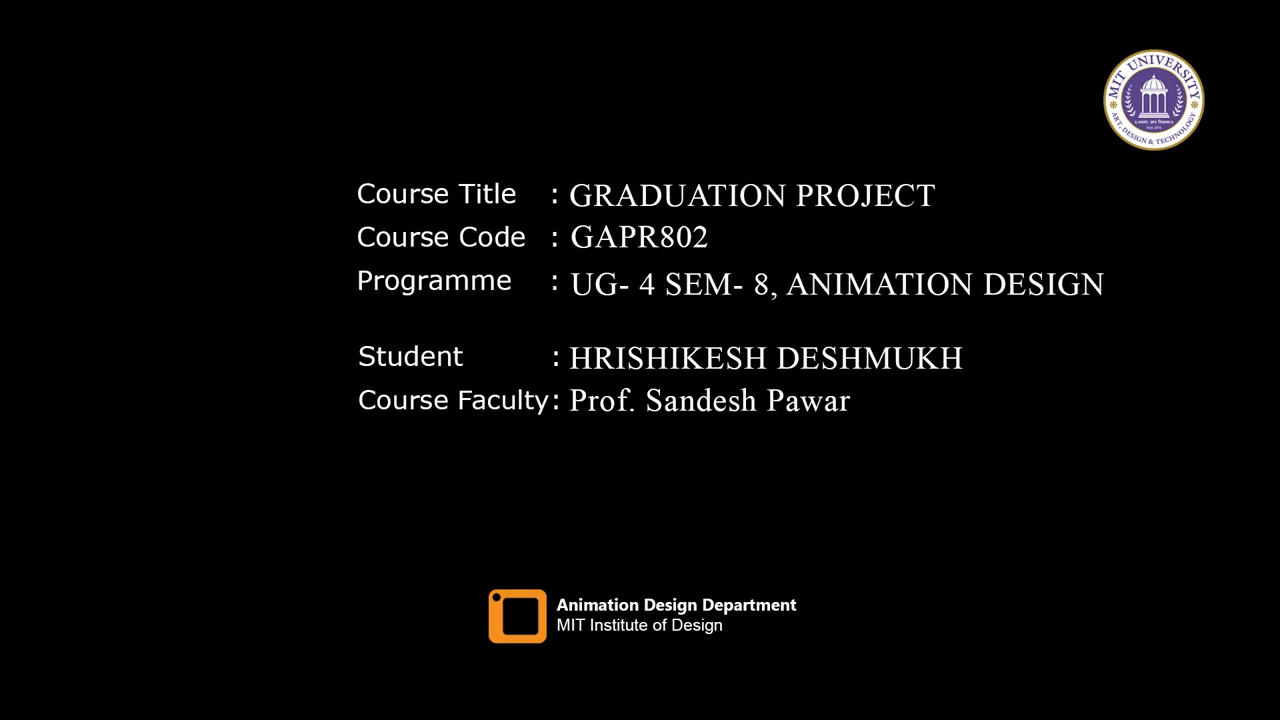 MIT UNIVERSITY
ART, DESIGN & TECHNOLOGY
Course Title : GRADUATION PROJECT
Course Code : GAPR802
Programme : UG- 4 SEM- 8, ANIMATION DESIGN
Student : HRISHIKESH DESHMUKH
Course Faculty : Prof. Sandesh Pawar
Animation Design Department
MIT Institute of Design